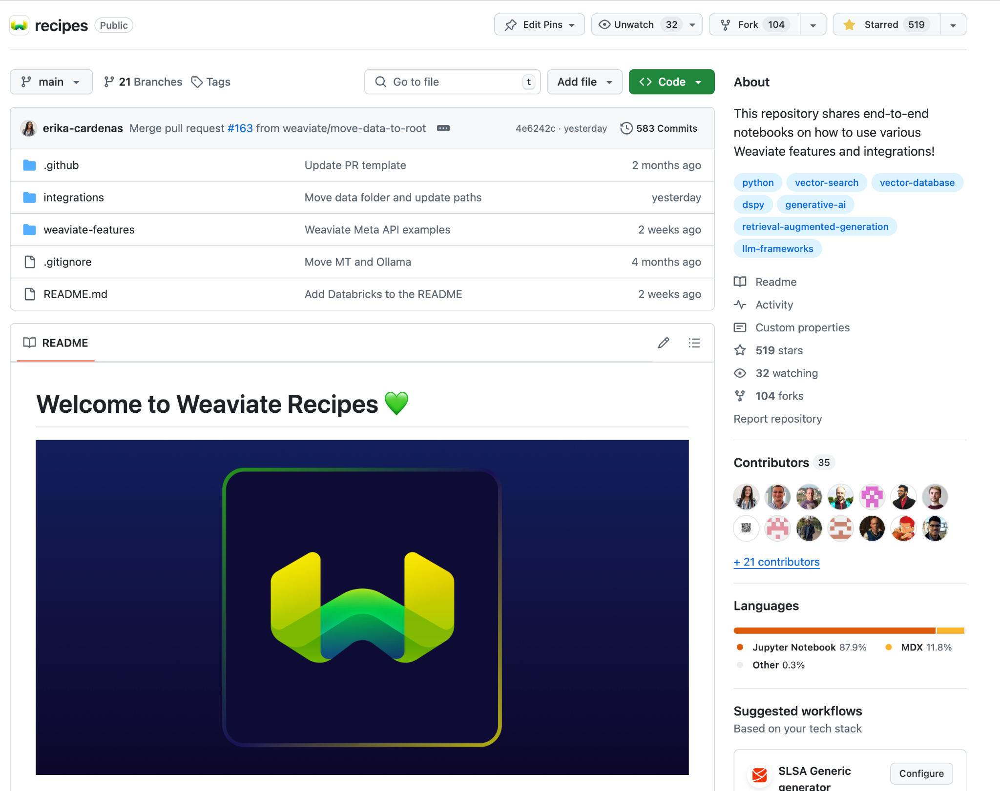 recipes Public Edit Pins Unwatch 32 Fork 104 Starred 519
main 21 Branches Tags Go to file t Add file Code
erika-cardenas Merge pull request #163 from weaviate/move-data-to-root 4e6242c · yesterday 583 Commits
.github Update PR template 2 months ago
integrations Move data folder and update paths yesterday
weaviate-features Weaviate Meta API examples 2 weeks ago
.gitignore Move MT and Ollama 4 months ago
README.md Add Databricks to the README 2 weeks ago
README
Welcome to Weaviate Recipes 💚
About
This repository shares end-to-end
notebooks on how to use various
Weaviate features and integrations!
python vector-search vector-database
dspy generative-ai
retrieval-augmented-generation
llm-frameworks
Readme
Activity
Custom properties
519 stars
32 watching
104 forks
Report repository
Contributors 35
+ 21 contributors
Languages
Jupyter Notebook 87.9% MDX 11.8%
Other 0.3%
Suggested workflows
Based on your tech stack
SLSA Generic Configure
generator